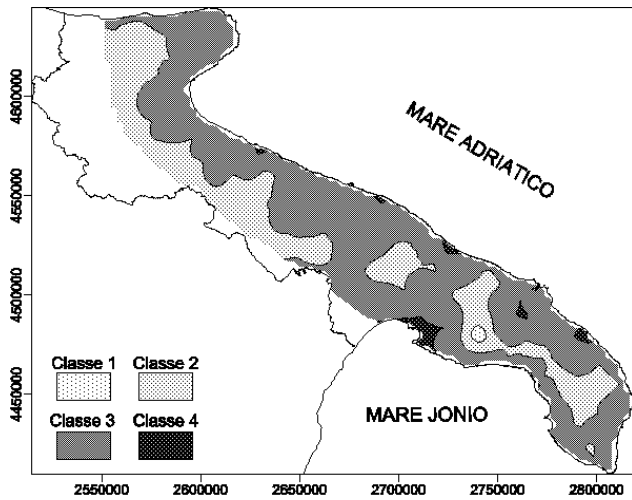 4600000
4550000
4500000
4450000
MARE ADRIATICO
Classe 1
Classe 2
Classe 3
Classe 4
MARE JONIO
2550000
2600000
2650000
2700000
2750000
2800000